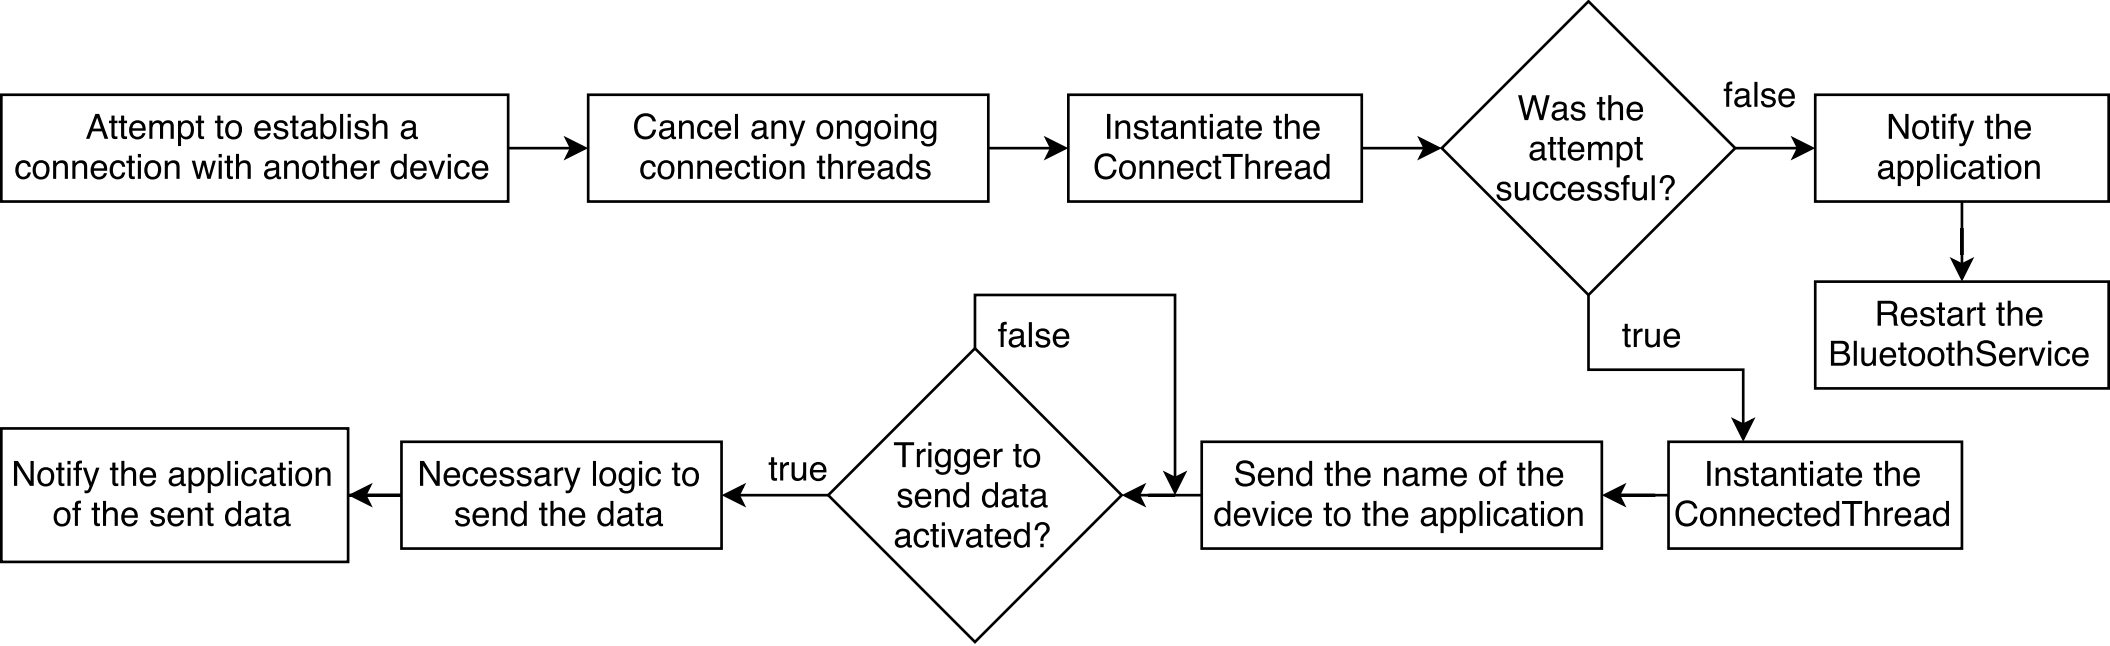 Attempt to establish a
connection with another device
Cancel any ongoing
connection threads
Instantiate the
ConnectThread
Was the
attempt
successful?
false
Notify the
application
Restart the
BluetoothService
true
Instantiate the
ConnectedThread
Send the name of the
device to the application
false
Trigger to
send data
activated?
true
Necessary logic to
send the data
Notify the application
of the sent data